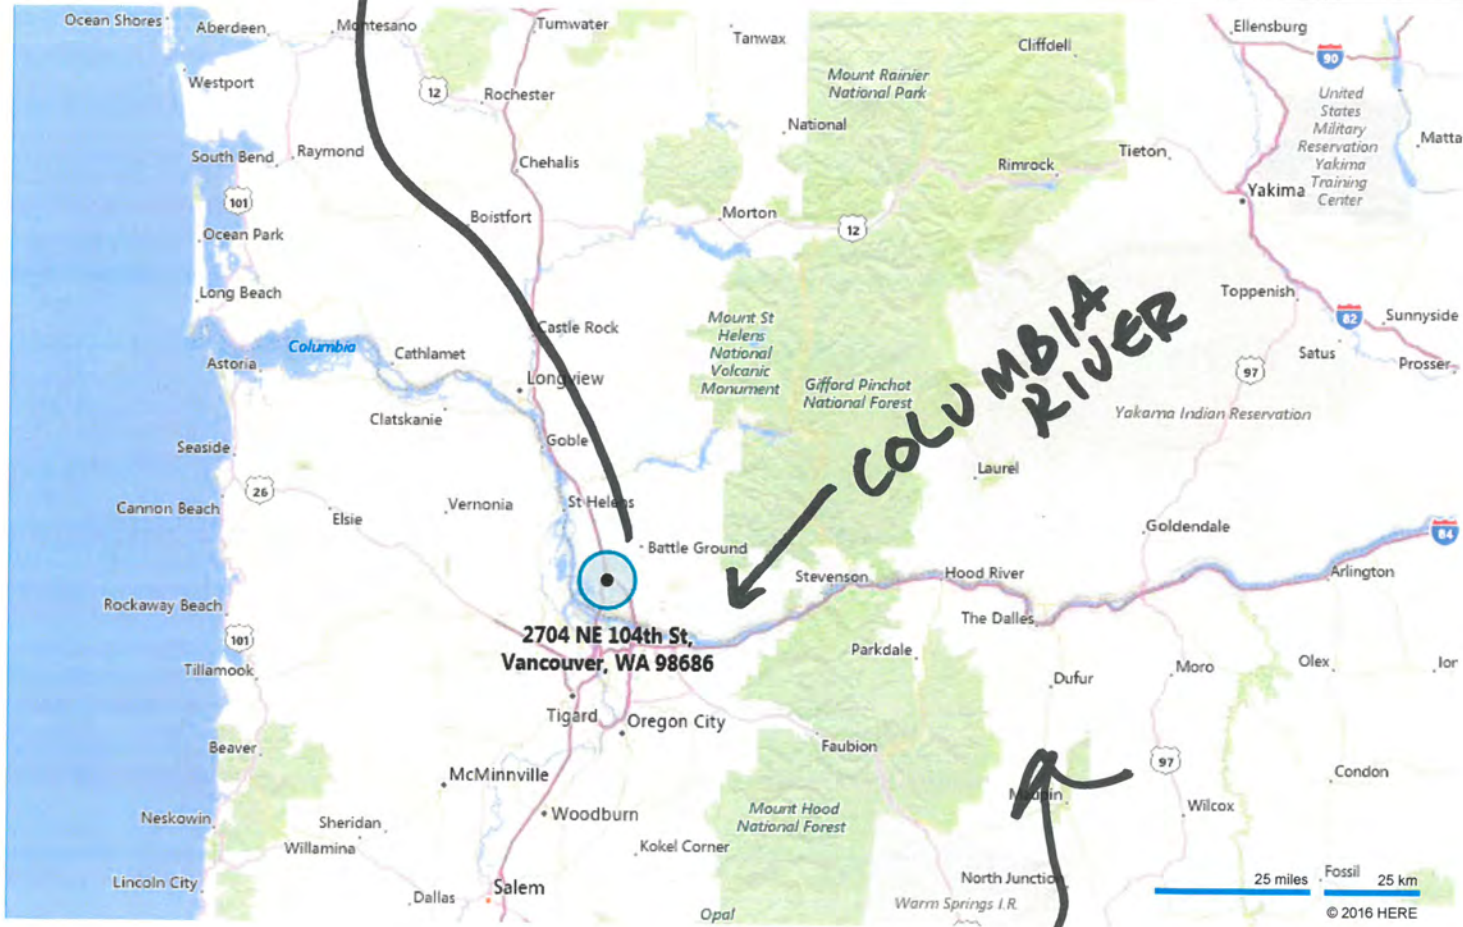 Ocean Shores
Aberdeen
Montesano
Tumwater
Tanwax
Cliffdell
Ellensburg
90
Westport
12
Rochester
Mount Rainier
National Park
United
States
Military
Reservation
Yakima
Training
Center
National
Matta
South Bend
Raymond
Chehalis
Rimrock
Tieton
Yakima
101
Boistfort
Morton
12
Ocean Park
Long Beach
Toppenish
COLUMBIA
RIVER
Mount St
Helens
National
Volcanic
Monument
82
Sunnyside
Castle Rock
Columbia
Cathlamet
Astoria
Satus
Prosser
97
Longview
Gifford Pinchot
National Forest
Yakama Indian Reservation
Clatskanie
Goble
Seaside
Laurel
26
Cannon Beach
Elsie
Vernonia
St Helens
Goldendale
84
Battle Ground
Stevenson
Hood River
Arlington
Rockaway Beach
The Dalles
101
2704 NE 104th St,
Vancouver, WA 98686
Parkdale
Tillamook
Dufur
Moro
Olex
Ior
Tigard
Oregon City
Beaver
Faubion
97
McMinnville
Condon
Maupin
Wilcox
Neskowin
Sheridan
Woodburn
Mount Hood
National Forest
Willamina
Kokel Corner
Lincoln City
Dallas
Salem
North Junction
25 miles
Fossil
25 km
Opal
Warm Springs I.R.
© 2016 HERE